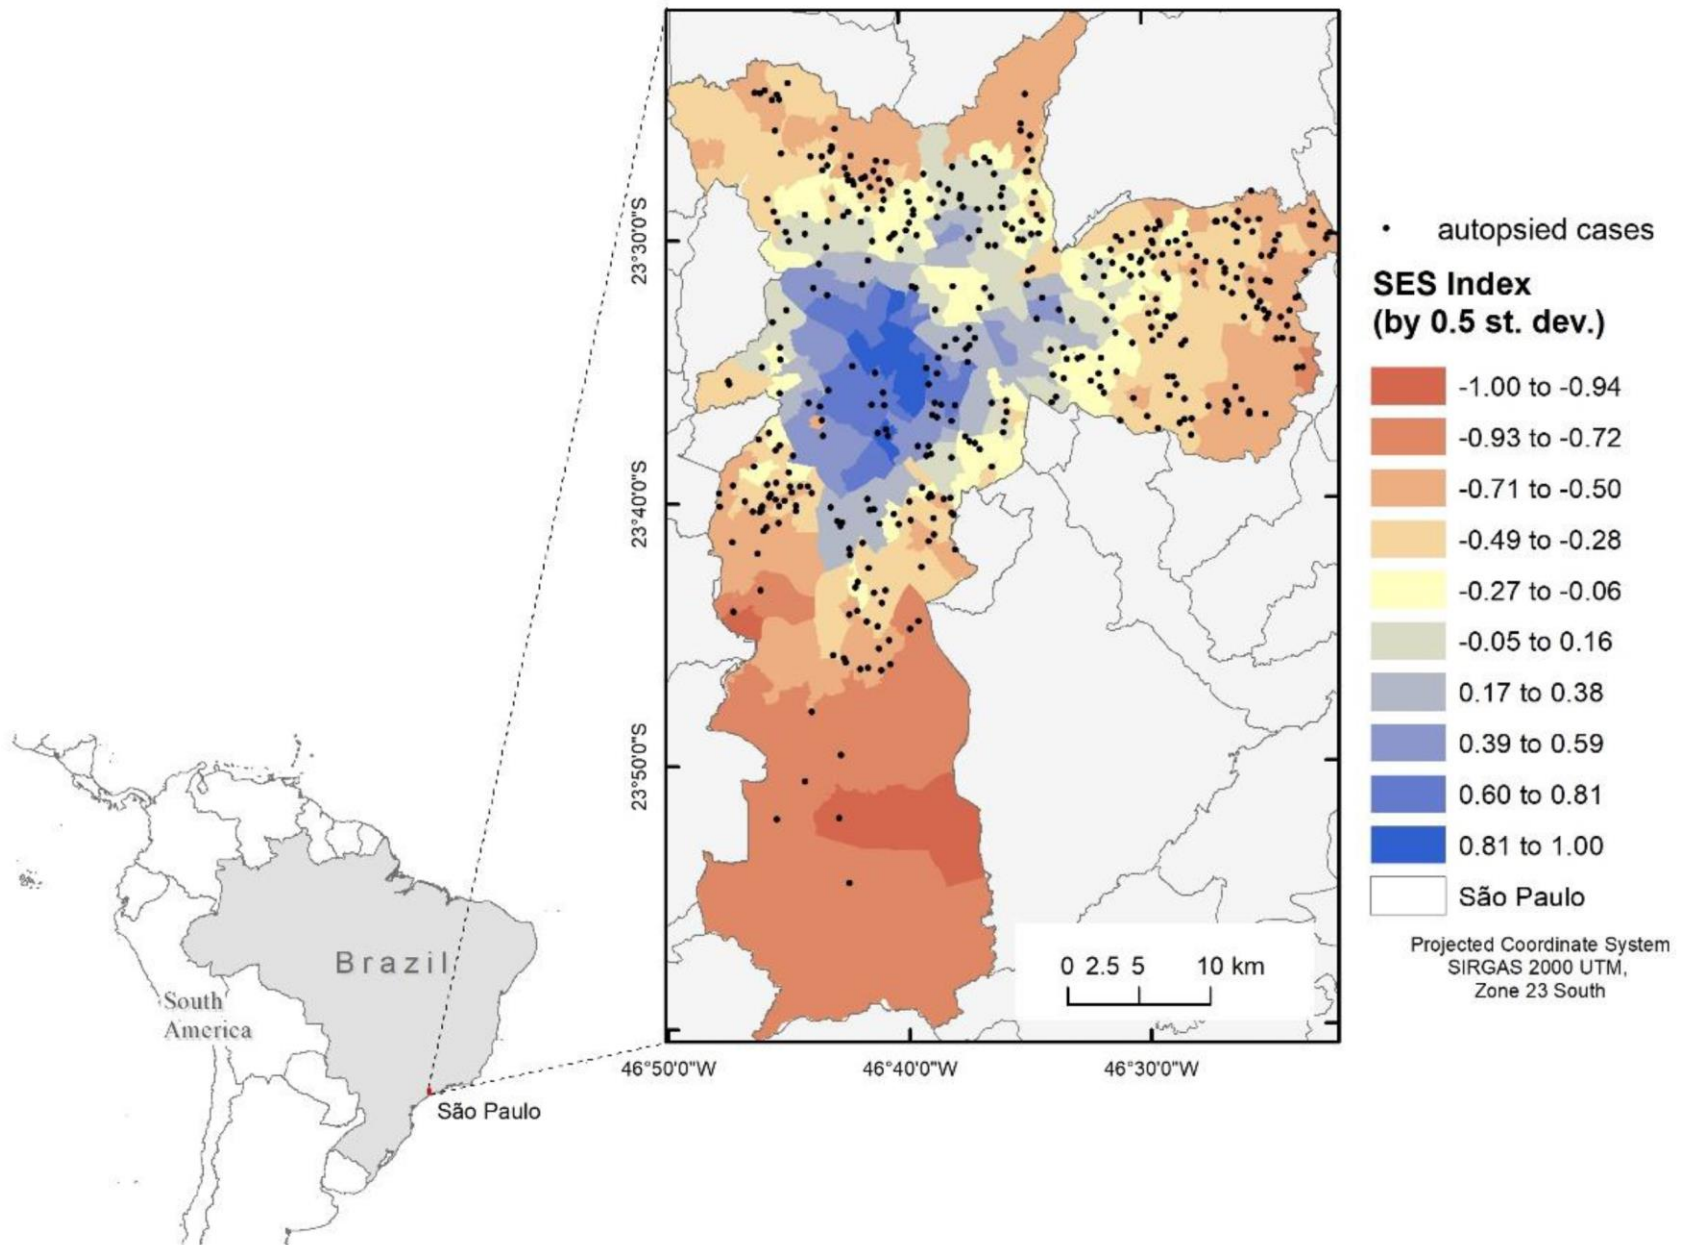 autopsied cases
SES Index
(by 0.5 st. dev.)
-1.00 to -0.94
-0.93 to -0.72
-0.71 to -0.50
-0.49 to -0.28
-0.27 to -0.06
-0.05 to 0.16
0.17 to 0.38
0.39 to 0.59
0.60 to 0.81
0.81 to 1.00
São Paulo
Projected Coordinate System
SIRGAS 2000 UTM,
Zone 23 South
23°30'0"S
23°40'0"S
23°50'0"S
0 2.5 5 10 km
46°50'0"W 46°40'0"W 46°30'0"W
Brazil
South
America
São Paulo